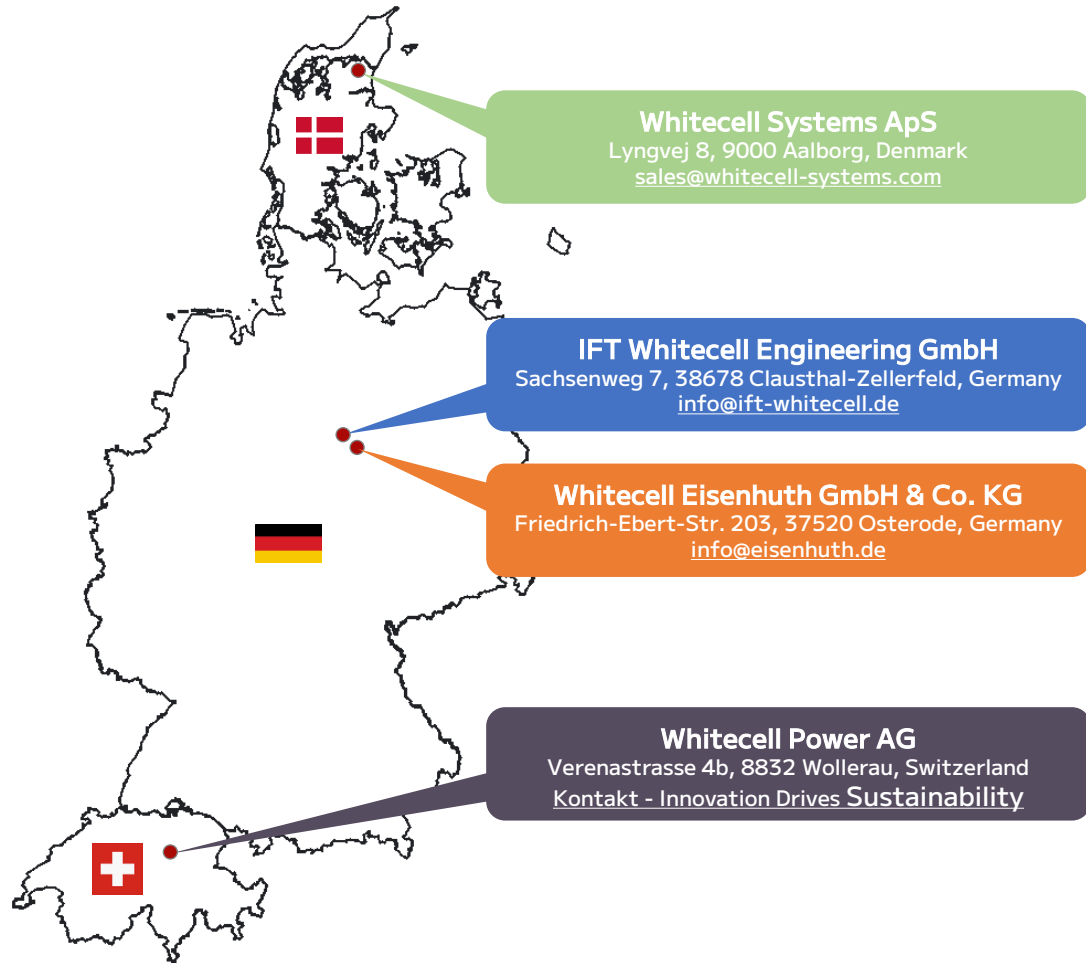 Whitecell Systems ApS
Lyngvej 8, 9000 Aalborg, Denmark
sales@whitecell-systems.com
IFT Whitecell Engineering GmbH
Sachsenweg 7, 38678 Clausthal-Zellerfeld, Germany
info@ift-whitecell.de
Whitecell Eisenhuth GmbH & Co. KG
Friedrich-Ebert-Str. 203, 37520 Osterode, Germany
info@eisenhuth.de
Whitecell Power AG
Verenastrasse 4b, 8832 Wollerau, Switzerland
Kontakt - Innovation Drives Sustainability